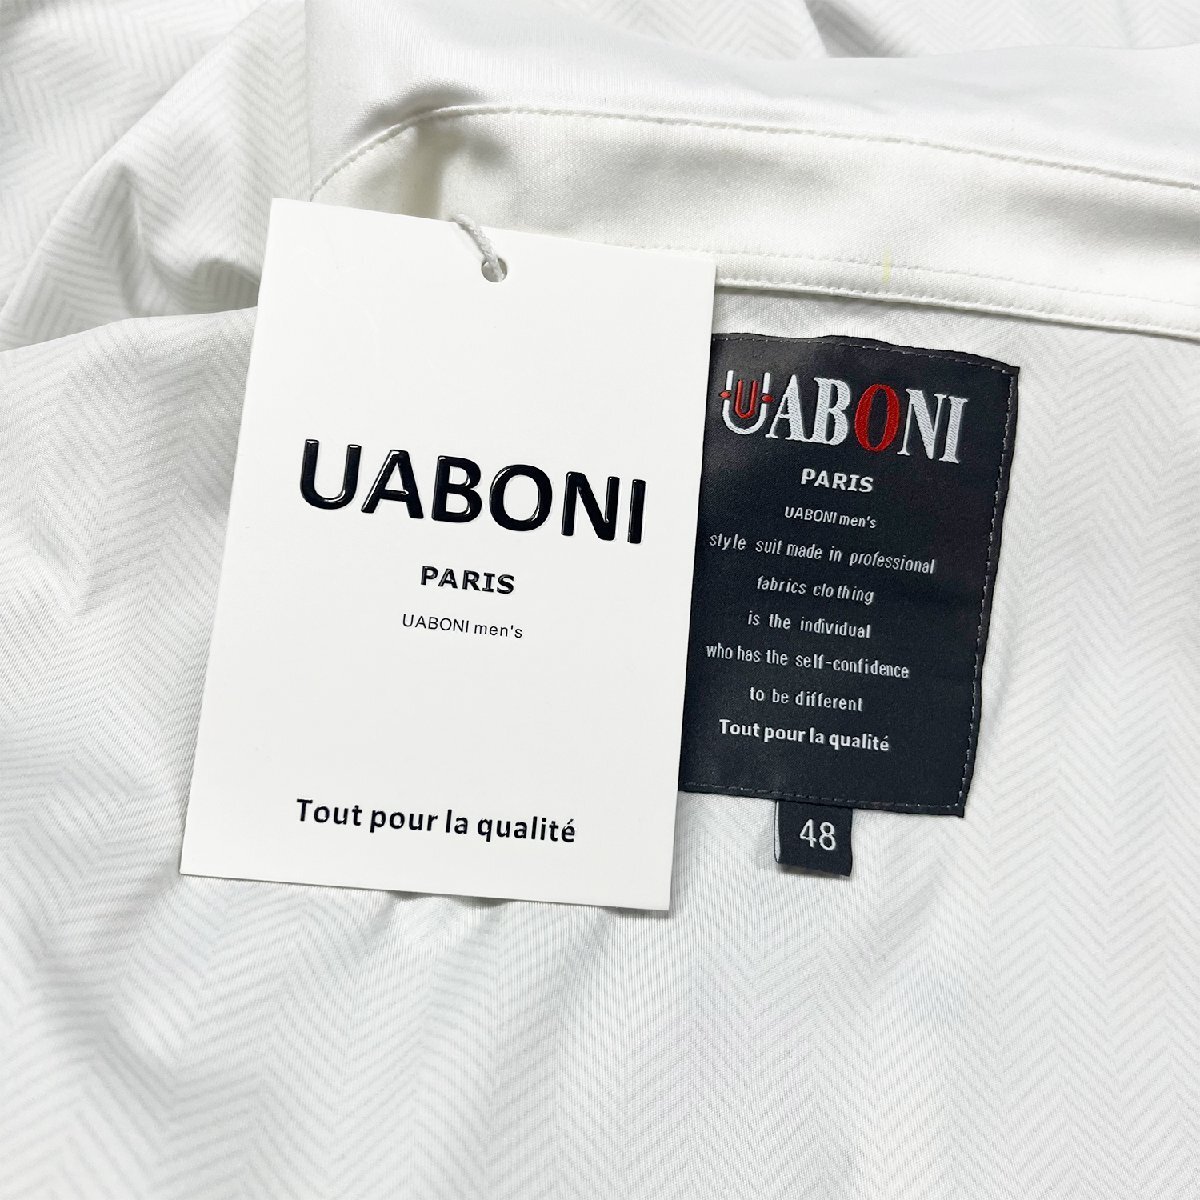 UABONI
PARIS
UABONI men's
Tout pour la qualité
UABONI
PARIS
UABONI men's
style suit made in professional
fabrics clothing
is the individual
who has the self-confidence
to be different
Tout pour la qualité
48